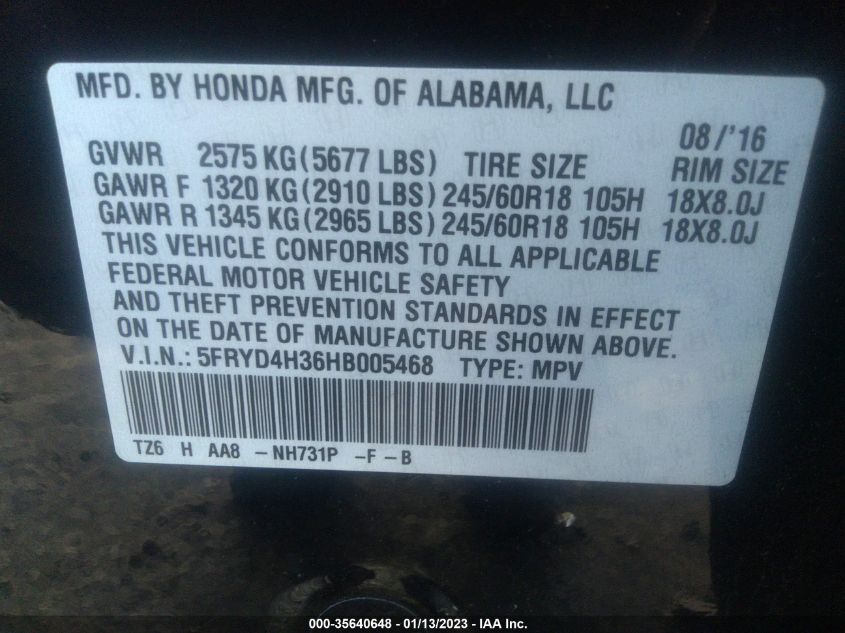 MFD. BY HONDA MFG. OF ALABAMA, LLC
08/'16
GVWR 2575 KG(5677 LBS) TIRE SIZE RIM SIZE
GAWR F 1320 KG(2910 LBS)245/60R18 105H 18X8.0J
GAWR R 1345 KG(2965 LBS)245/60R18 105H 18X8.0J
THIS VEHICLE CONFORMS TO ALL APPLICABLE
FEDERAL MOTOR VEHICLE SAFETY
AND THEFT PREVENTION STANDARDS IN EFFECT
ON THE DATE OF MANUFACTURE SHOWN ABOVE.
V.I.N.: 5FRYD4H36HB005468 TYPE: MPV
TZ6 H AA8 - NH731P -F-B
000-35640648 - 01/13/2023 - IAA Inc.